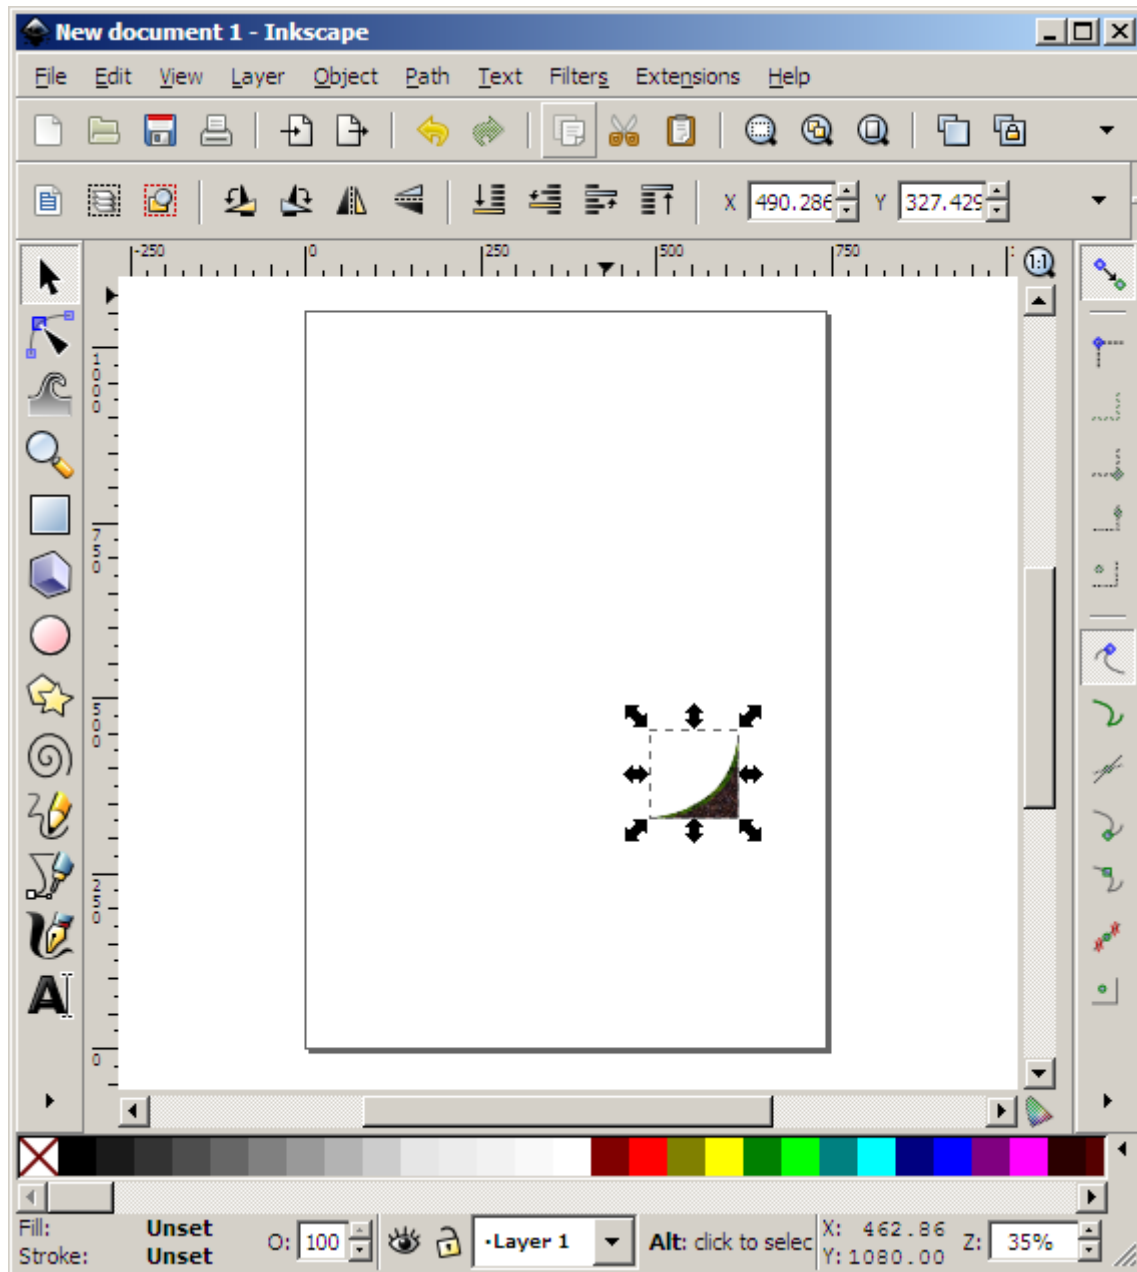 New document 1 - Inkscape
File Edit View Layer Object Path Text Filters Extensions Help
X 490.286 Y 327.429
-250 0 250 500 750
1:1
1000
750
500
250
0
A
Fill: Unset
Stroke: Unset
O: 100
•Layer 1
Alt: click to selec
X: 462.86
Y: 1080.00
Z: 35%